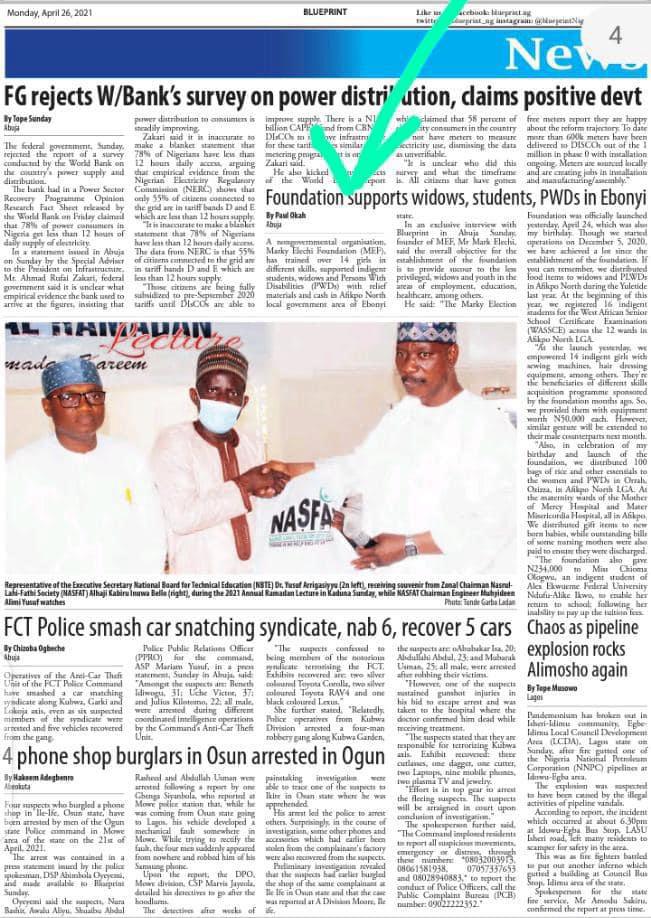 Monday, April 26, 2021
BLUEPRINT
4
News
FG rejects W/Bank's survey on power distribution, claims positive devt
By Tope Sunday
Abuja
The federal government, Sunday,
rejected the report of a survey
conducted by the World Bank on
the country's power supply and
distribution.
The bank had in a Power Sector
Recovery Programme Opinion
Research Fact Sheet released by
the World Bank on Friday claimed
that 78% of power consumers in
Nigeria get less than 12 hours of
daily supply of electricity.
In a statement issued in Abuja
on Sunday by the Special Adviser
to the President on Infrastructure,
Mr. Ahmad Rufai Zakari, federal
government said it is unclear what
empirical evidence the bank used to
arrive at the figures, insisting that
power distribution to consumers is
steadily improving.
Zakari said it is inaccurate to
make a blanket statement that
78% of Nigerians have less than
12 hours daily access, arguing
that empirical evidence from the
Nigerian Electricity Regulatory
Commission (NERC) shows that
only 55% of citizens connected to
the grid are in tariff bands D and E
which are less than 12 hours supply.
"It is inaccurate to make a blanket
statement that 78% of Nigerians
have less than 12 hours daily access.
The data from NERC is that 55%
of citizens connected to the grid are
in tariff bands D and E which are
less than 12 hours supply.
"Those citizens are being fully
subsidized to pre-September 2020
tariffs until DisCOs are able to
improve supply. There is a
billion CAPEX fund from CBN
DisCOs to infrastructure
for these similar
metering program is
Zakari said.
He also kicked
of the World report
which claimed that 58 percent of
consumers in the country
not have meters to measure
electricity use, dismissing the data
as unverifiable.
"It is unclear who did this
survey and what the timeframe
is. All citizens that have gotten
free meters report they are happy
about the reform trajectory. To date
more than 600k meters have been
delivered to DISCOs out of the 1
million in phase 0 with installation
ongoing. Meters are sourced locally
and are creating jobs in installation
and manufacturing/assembly."
Foundation supports widows, students, PWDs in Ebonyi
By Paul Okah
Abuja
A nongovernmental organisation,
Marky Elechi Foundation (MEF),
has trained over 14 girls in
different skills, supported indigent
students, widows and Persons With
Disabilities (PWDs) with relief
materials and cash in Afikpo North
local government area of Ebonyi
state.
In an exclusive interview with
Blueprint in Abuja Sunday,
founder of MEF, Mr Mark Elechi,
said the overall objective for the
establishment of the foundation is
to provide succor to the less
privileged, widows and youth in the
areas of employment, education,
healthcare, among others.
He said: "The Marky Election
Foundation was officially launched
yesterday, April 24, which was also
my birthday. Though we started
operations on December 5, 2020,
we have achieved a lot since the
establishment of the foundation. If
you can remember, we distributed
food items to widows and PLWDs
in Afikpo North during the Yuletide
last year. At the beginning of this
year, we registered 16 indigent
students for the West African Senior
School Certificate Examination
(WASSCE) across the 12 wards in
Afikpo North LGA.
"At the launch yesterday, we
empowered 14 indigent girl with
sewing machines, hair dressing
equipment, among others. They're
the beneficiaries of different skills
acquisition programme sponsored
by the foundation months ago. So,
we provided them with equipment
worth N50,000 each. However,
similar gesture will be extended to
their male counterparts next month.
"Also, in celebration of my
birthday and launch of the
foundation, we distributed 100
bags of rice and other essentials to
the women and PWDs in Orrah,
Ozizza, in Afikpo North LGA. At
the maternity wards of the Mother
of Mercy Hospital and Mater
Misericordia Hospital, all in Afikpo.
We distributed gift items to new
born babies, while outstanding bills
of some nursing mothers were also
paid to ensure they were discharged.
"The foundation also gave
N234,000 to Miss Chioma
Ologwu, an indigent student of
Alex Ekwueme Federal University
Ndufu-Alike Ikwo, to enable her
return to school; following her
inability to pay up the tuition fees.
AL RAMADAN
Lecture
Kareem
NASFA
Representative of the Executive Secretary National Board for Technical Education (NBTE) Dr. Yusuf Arrigasiyyu (2n left), receiving souvenir from Zonal Chairman Nasrul-
Lahi-Fathi Society (NASFAT) Alhaji Kabiru Inuwa Bello (right), during the 2021 Annual Ramadan Lecture in Kaduna Sunday, while NASFAT Chairman Engineer Muhyideen
Alimi Yusuf watches
Photo: Tunde Garba Ladan
FCT Police smash car snatching syndicate, nab 6, recover 5 cars
By Chizoba Ogbeche
Abuja
Operatives of the Anti-Car Theft
Unit of the FCT Police Command
have smashed a car snatching
syndicate along Kubwa, Garki and
Lokoja axis, even as six suspected
members of the syndicate were
arrested and five vehicles recovered
from the gang.
Police Public Relations Officer
(PPRO) for the command,
ASP Mariam Yusuf, in a press
statement, Sunday in Abuja, said:
"Amongst the suspects are: Beneth
Idiwogu, 31; Uche Victor, 37;
and Julius Kilotomo, 22; all male,
were arrested during different
coordinated intelligence operations
by the Command's Anti-Car Theft
Unit.
"The suspects confessed to
being members of the notorious
syndicate terrorizing the FCT.
Exhibits recovered are: two silver
coloured Toyota Corolla, two silver
coloured Toyota RAV4 and one
black coloured Lexus."
She further stated, "Relatedly,
Police operatives from Kubwa
Division arrested a four-man
robbery gang along Kubwa Garden,
the suspects are: oAbubakar Isa, 20;
Abdullahi Abdul, 23; and Mubarak
Usman, 25; all male, were arrested
after robbing their victims.
"However, one of the suspects
sustained gunshot injuries in
his bid to escape arrest and was
taken to the hospital where the
doctor confirmed him dead while
receiving treatment.
"The suspects stated that they are
responsible for terrorizing Kubwa
axis. Exhibit recovered: three
cutlasses, one dagger, one cutter,
two Laptops, nine mobile phones,
two plasma TV and jewelry.
"Effort is in top gear to arrest
the fleeing suspects. The suspects
will be arraigned in court upon
conclusion of investigation."
The spokesperson further said,
"The Command implored residents
to report all suspicious movements,
emergency or distress, through
these numbers: "08032003913,
08061581938, 07057337653
and 08028940883," to report the
conduct of Police Officers, call the
Complaint Bureau (PCB)
number: 09022222352."
4 phone shop burglars in Osun arrested in Ogun
By Hakeem Adegbenro
Abeokuta
Four suspects who burgled a phone
shop in Ile-Ife, Osun state, have
been arrested by men of the Ogun
state Police command in Mowe
area of the state on the 21st of
April, 2021.
The arrest was contained in a
press statement issued by the police
spokesman, DSP Abimbola Oyeyemi,
and made available to Blueprint
Sunday.
Oyeyemi said the suspects, Nura
Bashir, Awalu Aliyu, Shuaibu Abdul
Rasheed and Abdullah Usman were
arrested following a report by one
Gbenga Siyanbola, who reported at
Mowe police station that, while he
was coming from Osun state going
to Lagos, his vehicle developed a
mechanical fault somewhere in
Mowe. While trying to rectify the
fault, the four men suddenly appeared
from nowhere and robbed him of his
Samsung phone.
Upon the report, the DPO,
Mowe division, CSP Marvis Jayeola,
detailed his detectives to go after the
hoodlums.
The detectives after weeks of
painstaking investigation were
able to trace one of the suspects to
Ikire in Osun state where he was
apprehended.
His arrest led the police to arrest
others. Surprisingly, in the course of
investigation, some other phones and
accessories which had earlier been
stolen from the complainant's factory
were also recovered from the suspects.
Preliminary investigation revealed
that the suspects had earlier burgled
the shop of the same complainant at
Ile Ife in Osun state and that the case
was reported at A Division Moore, Ile
ife.
Chaos as pipeline
explosion rocks
Alimosho again
By Tope Musowo
Lagos
Pandemonium has broken out in
Isheri-Idimu community, Egbe-
Idimu Local Council Development
Area (LCDA), Lagos state on
Sunday, after fire gutted one of
the Nigeria National Petroleum
Corporation (NNPC) pipelines at
Idowu-Egba area.
The explosion was suspected
to have been caused by the illegal
activities of pipeline vandals.
According to report, the incident
which occurred at about 6.30pm
at Idowu-Egba Bus Stop, LASU
Isheri road, left many residents to
scamper for safety in the area.
This was as fire fighters battled
to put out another inferno which
gutted a building at Council Bus
Stop, Idimu area of the state.
Spokesperson for the state
fire service, Mr Amodu Sakiru,
confirmed the report at press time.